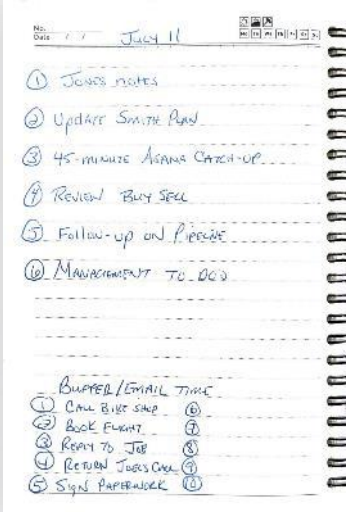 No.
Date / /
July 11
① Jones notes
② Update Smith Plan
③ 45-minute Asana Catch-up
④ Review Buy Sell
⑤ Follow-up on Pipeline
⑥ Management to do's
Buffer/Email Time
① Call Bike Shop ⑥
② Book Flight ⑦
③ Reply to Job ⑧
④ Return Joel's Call ⑨
⑤ Sign Paperwork ⑩